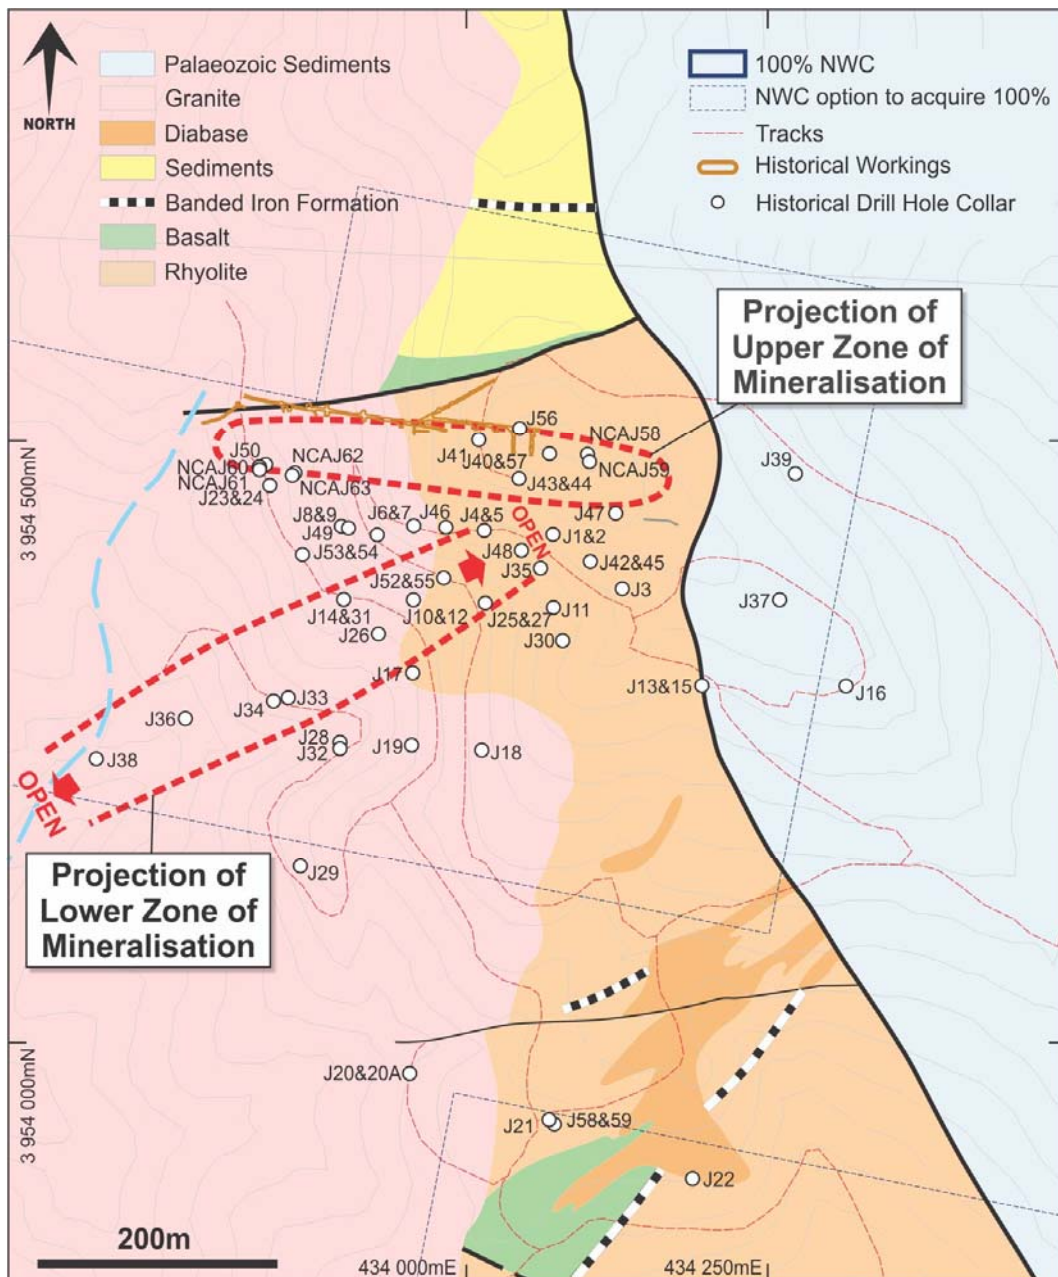 NORTH
Palaeozoic Sediments
Granite
Diabase
Sediments
Banded Iron Formation
Basalt
Rhyolite
100% NWC
NWC option to acquire 100%
Tracks
Historical Workings
Historical Drill Hole Collar
Projection of
Upper Zone of
Mineralisation
J56
J41
J40&57
NCAJ58
NCAJ59
J43&44
J39
J50
NCAJ60
NCAJ61
J23&24
NCAJ62
NCAJ63
3 954 500mN
J8&9
J49
J6&7
J46
J4&5
OPEN
J47
J1&2
J48
J35
J53&54
J42&45
J52&55
J3
J37
J14&31
J10&12
J25&27
J11
J26
J30
J17
J13&15
J16
J33
J34
J36
J28
J32
J19
J18
J38
OPEN
J29
Projection of
Lower Zone of
Mineralisation
J20&20A
3 954 000mN
J21
J58&59
J22
200m
434 000mE
434 250mE